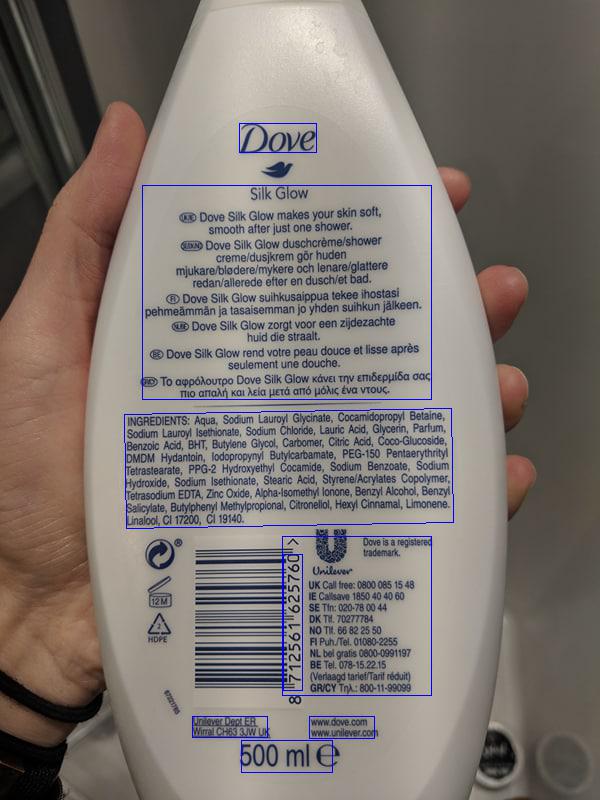 Dove
Silk Glow
UK/IE Dove Silk Glow makes your skin soft,
smooth after just one shower.
SE/DK/NO Dove Silk Glow duschcrème/shower
creme/dusjkrem gör huden
mjukare/blødere/mykere och lenare/glattere
redan/allerede efter en dusch/et bad.
FI Dove Silk Glow suihkusaippua tekee ihostasi
pehmeämmän ja tasaisemman jo yhden suihkun jälkeen.
NL/BE Dove Silk Glow zorgt voor een zijdezachte
huid die straalt.
BE Dove Silk Glow rend votre peau douce et lisse après
seulement une douche.
GR/CY Το αφρόλουτρο Dove Silk Glow κάνει την επιδερμίδα σας
πιο απαλή και λεία μετά από μόλις ένα ντους.
INGREDIENTS: Aqua, Sodium Lauroyl Glycinate, Cocamidopropyl Betaine,
Sodium Lauroyl Isethionate, Sodium Chloride, Lauric Acid, Glycerin, Parfum,
Benzoic Acid, BHT, Butylene Glycol, Carbomer, Citric Acid, Coco-Glucoside,
DMDM Hydantoin, Iodopropynyl Butylcarbamate, PEG-150 Pentaerythrityl
Tetrastearate, PPG-2 Hydroxyethyl Cocamide, Sodium Benzoate, Sodium
Hydroxide, Sodium Isethionate, Stearic Acid, Styrene/Acrylates Copolymer,
Tetrasodium EDTA, Zinc Oxide, Alpha-Isomethyl Ionone, Benzyl Alcohol, Benzyl
Salicylate, Butylphenyl Methylpropional, Citronellol, Hexyl Cinnamal, Limonene.
Linalool, CI 17200, CI 19140.
®
12 M
2
HDPE
67227765
8 712561 625760 >
Dove is a registered
trademark.
Unilever
UK Call free: 0800 085 15 48
IE Callsave 1850 40 40 60
SE Tfn: 020-78 00 44
DK Tlf. 70277784
NO Tlf. 66 82 25 50
FI Puh./Tel. 01080-2255
NL bel gratis 0800-0991197
BE Tel. 078-15.22.15
(Verlaagd tarief/Tarif réduit)
GR/CY Τηλ.: 800-11-99099
Unilever Dept ER
Wirral CH63 3JW UK
www.dove.com
www.unilever.com
500 ml ℮